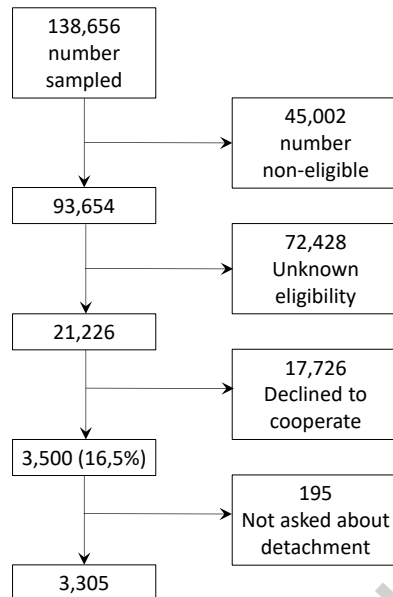 138,656
number
sampled
45,002
number
non-eligible
93,654
72,428
Unknown
eligibility
21,226
17,726
Declined to
cooperate
3,500 (16,5%)
195
Not asked about
detachment
3,305